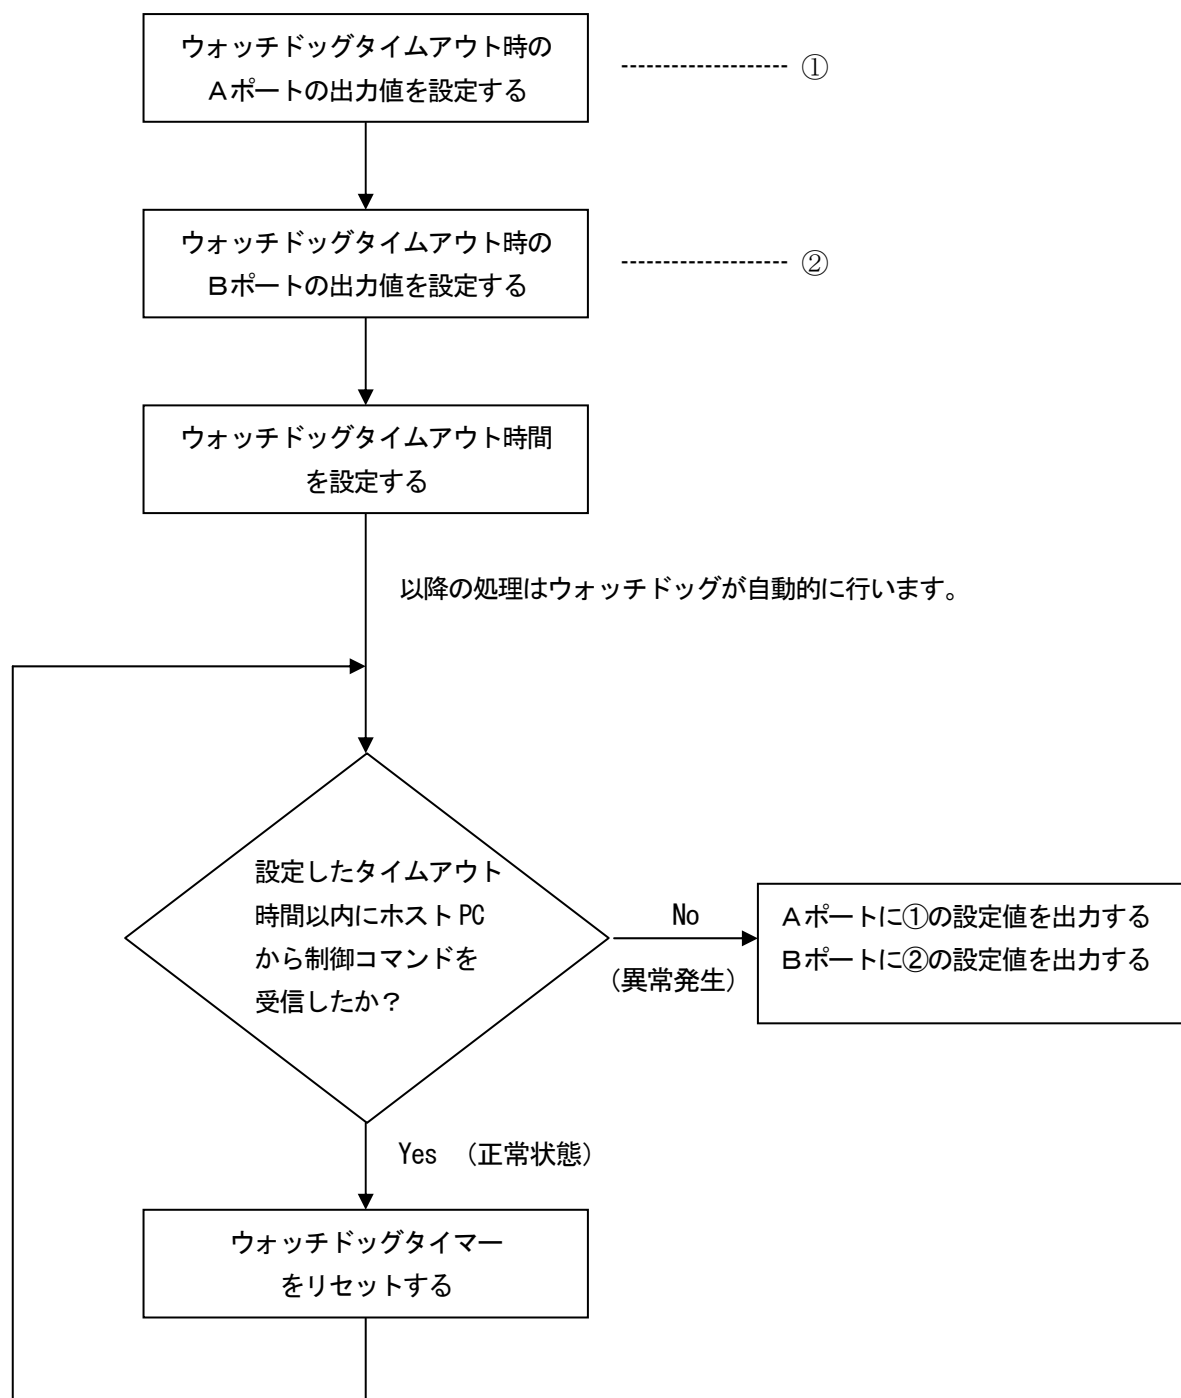 ウォッチドッグタイムアウト時の
Aポートの出力値を設定する
-------------------- ①
ウォッチドッグタイムアウト時の
Bポートの出力値を設定する
-------------------- ②
ウォッチドッグタイムアウト時間
を設定する
以降の処理はウォッチドッグが自動的に行います。
設定したタイムアウト
時間以内にホスト PC
から制御コマンドを
受信したか？
No
（異常発生）
Aポートに①の設定値を出力する
Bポートに②の設定値を出力する
Yes （正常状態）
ウォッチドッグタイマー
をリセットする